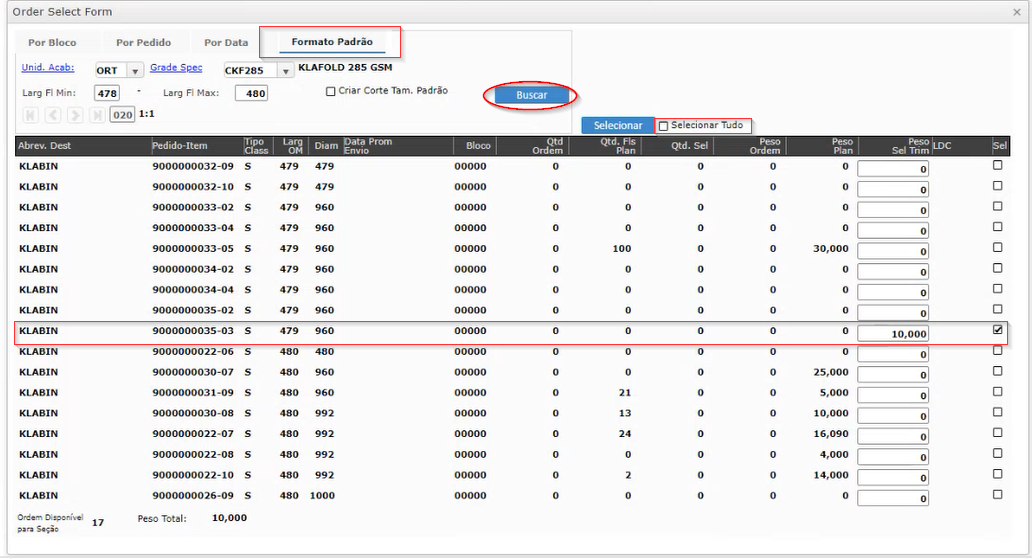 Order Select Form ×
Por Bloco Por Pedido Por Data Formato Padrão
Unid. Acab: ORT Grade Spec CKF285 KLAFOLD 285 GSM
Larg Fl Min: 478 - Larg Fl Max: 480 Criar Corte Tam. Padrão Buscar
020 1:1
Selecionar Selecionar Tudo
Abrev. Dest Pedido-Item Tipo Class Larg OM Diam Data Prom Envio Bloco Qtd Ordem Qtd. Fls Plan Qtd. Sel Peso Ordem Peso Plan Peso Sel Trim LDC Sel
KLABIN 9000000032-09 S 479 479 00000 0 0 0 0 0 0
KLABIN 9000000032-10 S 479 479 00000 0 0 0 0 0 0
KLABIN 9000000033-02 S 479 960 00000 0 0 0 0 0 0
KLABIN 9000000033-04 S 479 960 00000 0 0 0 0 0 0
KLABIN 9000000033-05 S 479 960 00000 0 100 0 0 30,000 0
KLABIN 9000000034-02 S 479 960 00000 0 0 0 0 0 0
KLABIN 9000000034-04 S 479 960 00000 0 0 0 0 0 0
KLABIN 9000000035-02 S 479 960 00000 0 0 0 0 0 0
KLABIN 9000000035-03 S 479 960 00000 0 0 0 0 0 10,000
KLABIN 9000000022-06 S 480 480 00000 0 0 0 0 0 0
KLABIN 9000000030-07 S 480 960 00000 0 0 0 0 25,000 0
KLABIN 9000000031-09 S 480 960 00000 0 21 0 0 5,000 0
KLABIN 9000000030-08 S 480 992 00000 0 13 0 0 10,000 0
KLABIN 9000000022-07 S 480 992 00000 0 24 0 0 16,090 0
KLABIN 9000000022-08 S 480 992 00000 0 0 0 0 4,000 0
KLABIN 9000000022-10 S 480 992 00000 0 2 0 0 14,000 0
KLABIN 9000000026-09 S 480 1000 00000 0 0 0 0 0 0
Ordem Disponível para Seção 17 Peso Total: 10,000